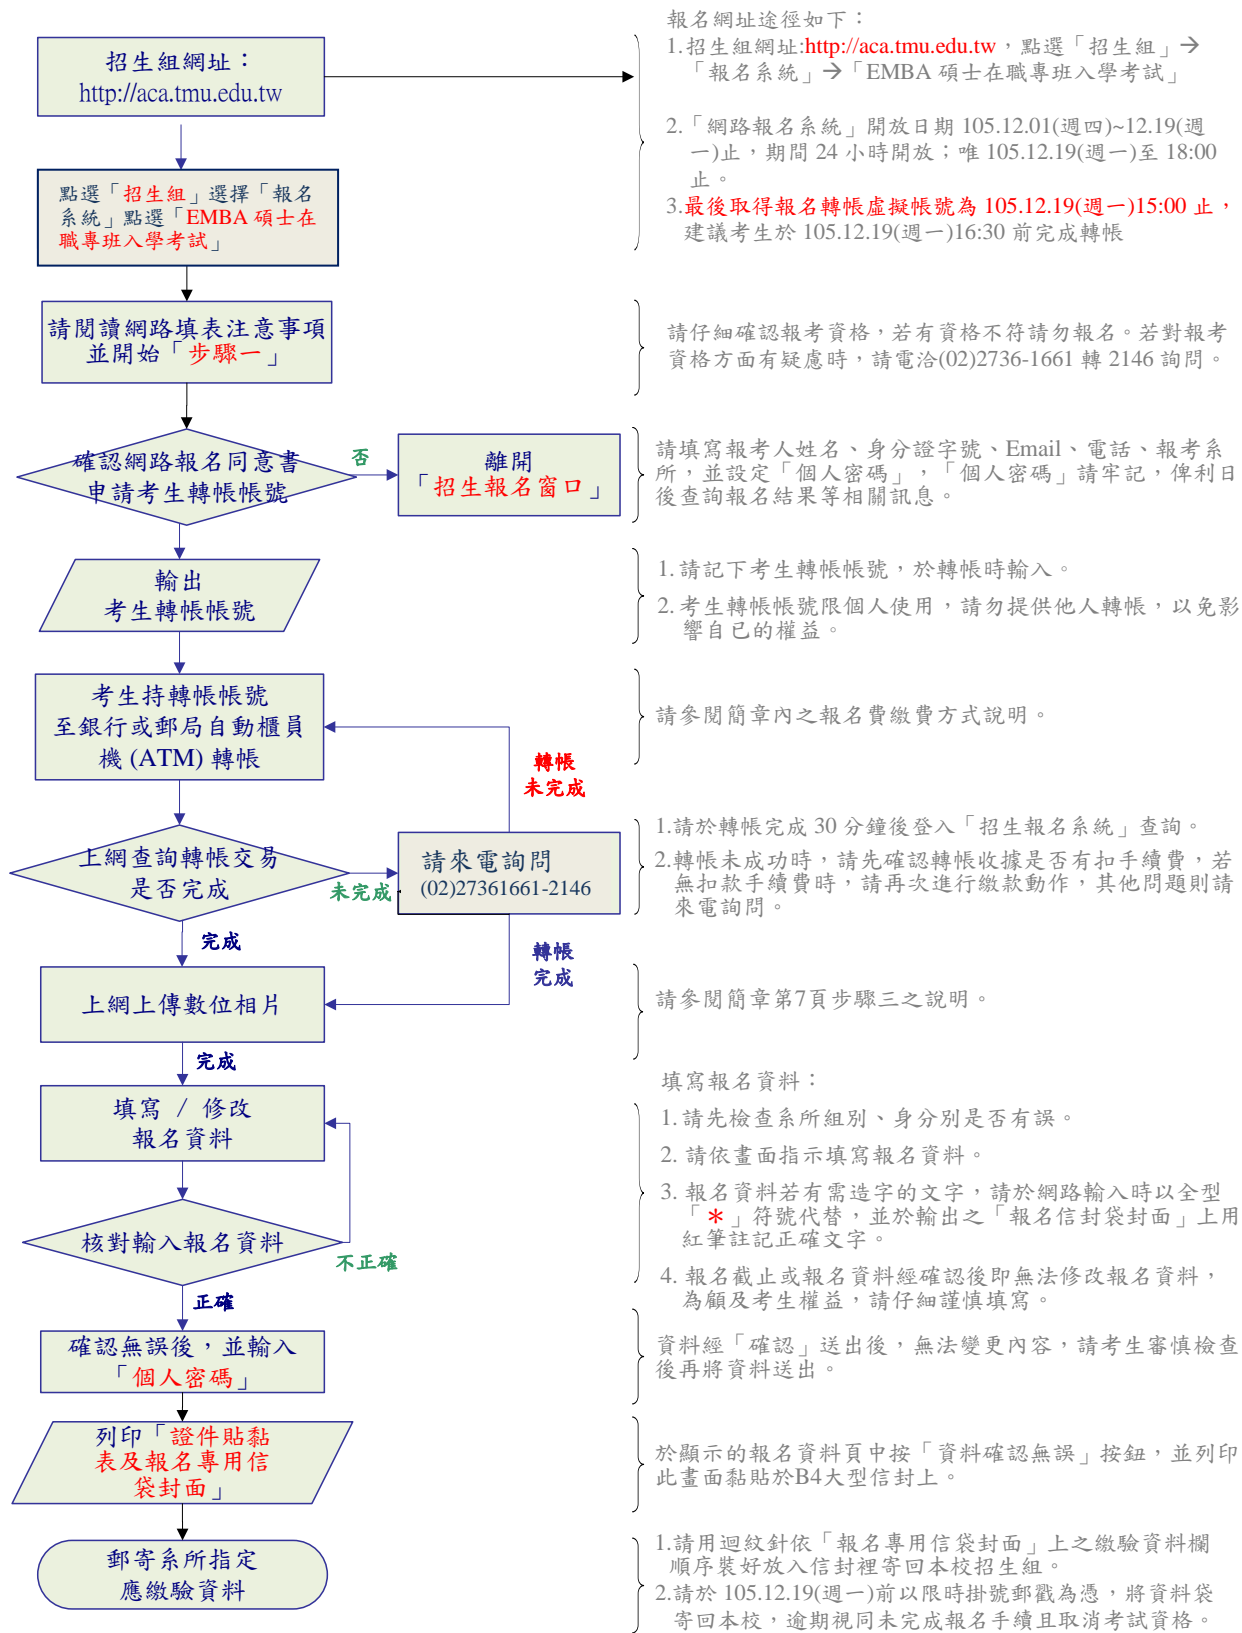 招生組網址：
http://aca.tmu.edu.tw
報名網址途徑如下：
1.招生組網址:http://aca.tmu.edu.tw，點選「招生組」→
「報名系統」→「EMBA 碩士在職專班入學考試」
2.「網路報名系統」開放日期 105.12.01(週四)~12.19(週
一)止，期間 24 小時開放；唯 105.12.19(週一)至 18:00
止。
3.最後取得報名轉帳虛擬帳號為 105.12.19(週一)15:00 止，
建議考生於 105.12.19(週一)16:30 前完成轉帳
點選「招生組」選擇「報名
系統」點選「EMBA 碩士在
職專班入學考試」
請閱讀網路填表注意事項
並開始「步驟一」
請仔細確認報考資格，若有資格不符請勿報名。若對報考
資格方面有疑慮時，請電洽(02)2736-1661 轉 2146 詢問。
確認網路報名同意書
申請考生轉帳帳號
否
離開
「招生報名窗口」
請填寫報考人姓名、身分證字號、Email、電話、報考系
所，並設定「個人密碼」，「個人密碼」請牢記，俾利日
後查詢報名結果等相關訊息。
輸出
考生轉帳帳號
1. 請記下考生轉帳帳號，於轉帳時輸入。
2. 考生轉帳帳號限個人使用，請勿提供他人轉帳，以免影
響自已的權益。
考生持轉帳帳號
至銀行或郵局自動櫃員
機 (ATM) 轉帳
請參閱簡章內之報名費繳費方式說明。
轉帳
未完成
上網查詢轉帳交易
是否完成
未完成
請來電詢問
(02)27361661-2146
1.請於轉帳完成 30 分鐘後登入「招生報名系統」查詢。
2.轉帳未成功時，請先確認轉帳收據是否有扣手續費，若
無扣款手續費時，請再次進行繳款動作，其他問題則請
來電詢問。
完成
轉帳
完成
上網上傳數位相片
請參閱簡章第7頁步驟三之說明。
完成
填寫 / 修改
報名資料
填寫報名資料：
1. 請先檢查系所組別、身分別是否有誤。
2. 請依畫面指示填寫報名資料。
3. 報名資料若有需造字的文字，請於網路輸入時以全型
「＊」符號代替，並於輸出之「報名信封袋封面」上用
紅筆註記正確文字。
4. 報名截止或報名資料經確認後即無法修改報名資料，
為顧及考生權益，請仔細謹慎填寫。
核對輸入報名資料
不正確
正確
確認無誤後，並輸入
「個人密碼」
資料經「確認」送出後，無法變更內容，請考生審慎檢查
後再將資料送出。
列印「證件貼黏
表及報名專用信
袋封面」
於顯示的報名資料頁中按「資料確認無誤」按鈕，並列印
此畫面黏貼於B4大型信封上。
郵寄系所指定
應繳驗資料
1.請用迴紋針依「報名專用信袋封面」上之繳驗資料欄
順序裝好放入信封裡寄回本校招生組。
2.請於 105.12.19(週一)前以限時掛號郵戳為憑，將資料袋
寄回本校，逾期視同未完成報名手續且取消考試資格。